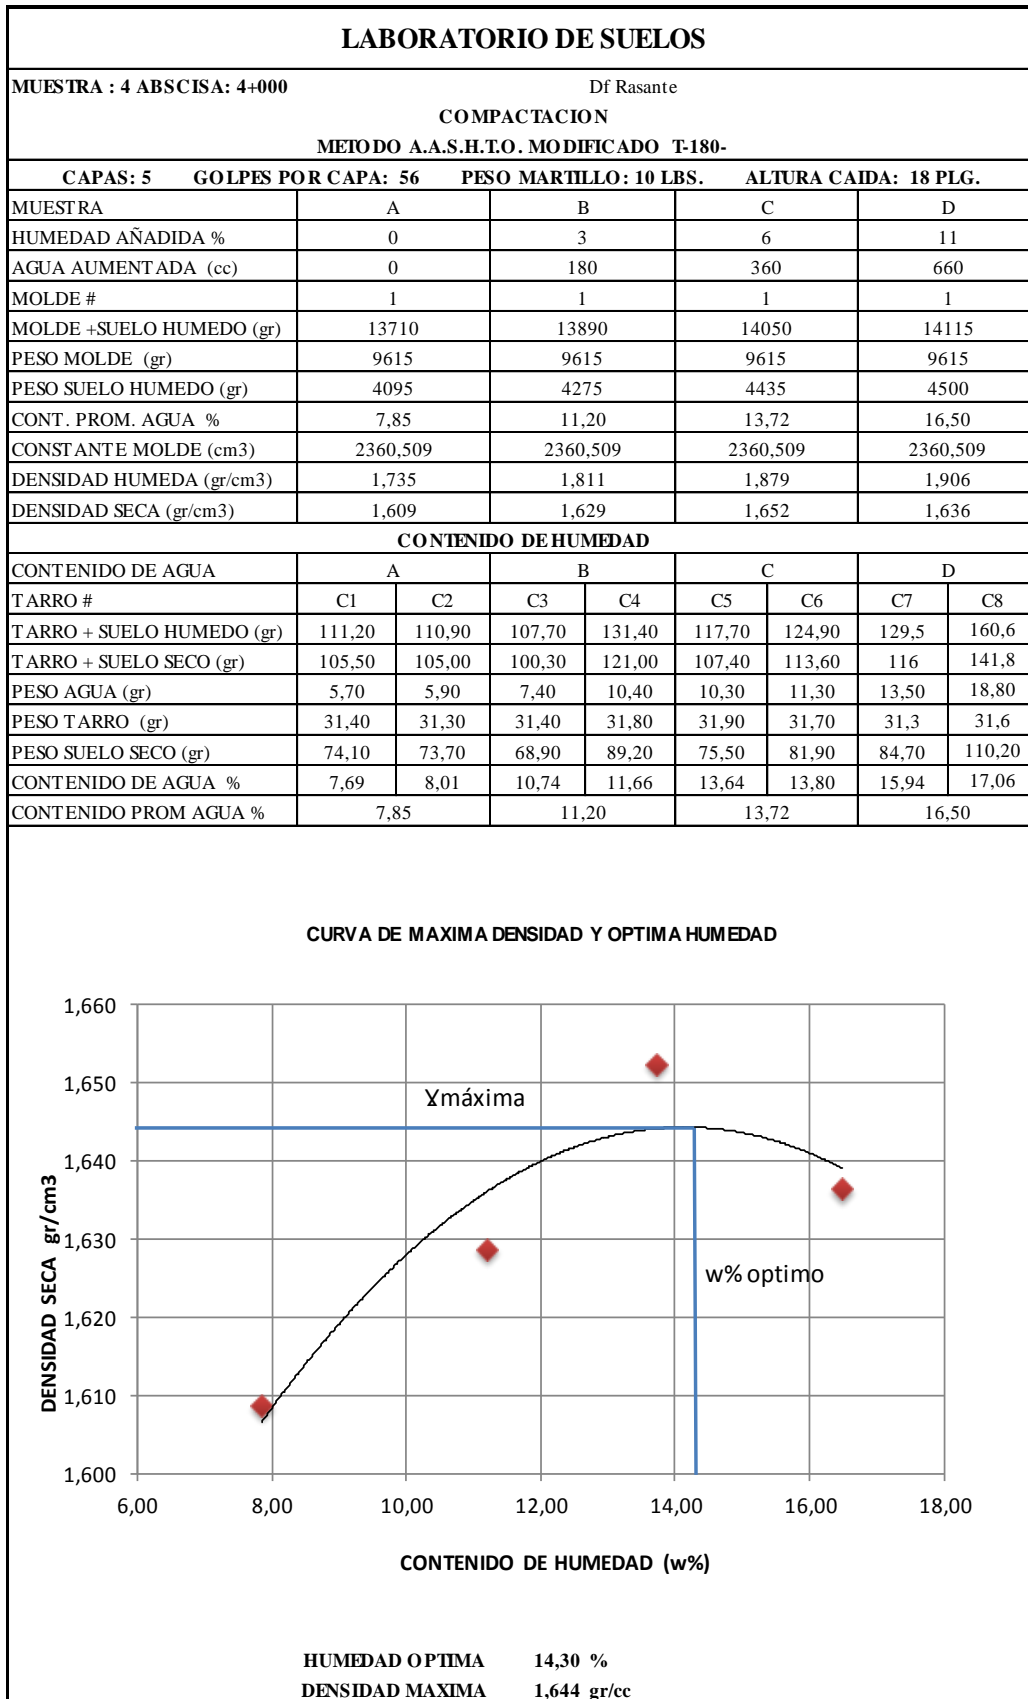 LABORATORIO DE SUELOS
MUESTRA : 4 ABSCISA: 4+000 Df Rasante
COMPACTACION
METODO A.A.S.H.T.O. MODIFICADO T-180-
CAPAS: 5 GOLPES POR CAPA: 56 PESO MARTILLO: 10 LBS. ALTURA CAIDA: 18 PLG.
MUESTRA A B C D
HUMEDAD AÑADIDA % 0 3 6 11
AGUA AUMENTADA (cc) 0 180 360 660
MOLDE # 1 1 1 1
MOLDE +SUELO HUMEDO (gr) 13710 13890 14050 14115
PESO MOLDE (gr) 9615 9615 9615 9615
PESO SUELO HUMEDO (gr) 4095 4275 4435 4500
CONT. PROM. AGUA % 7,85 11,20 13,72 16,50
CONSTANTE MOLDE (cm3) 2360,509 2360,509 2360,509 2360,509
DENSIDAD HUMEDA (gr/cm3) 1,735 1,811 1,879 1,906
DENSIDAD SECA (gr/cm3) 1,609 1,629 1,652 1,636
CONTENIDO DE HUMEDAD
CONTENIDO DE AGUA A B C D
TARRO # C1 C2 C3 C4 C5 C6 C7 C8
TARRO + SUELO HUMEDO (gr) 111,20 110,90 107,70 131,40 117,70 124,90 129,5 160,6
TARRO + SUELO SECO (gr) 105,50 105,00 100,30 121,00 107,40 113,60 116 141,8
PESO AGUA (gr) 5,70 5,90 7,40 10,40 10,30 11,30 13,50 18,80
PESO TARRO (gr) 31,40 31,30 31,40 31,80 31,90 31,70 31,3 31,6
PESO SUELO SECO (gr) 74,10 73,70 68,90 89,20 75,50 81,90 84,70 110,20
CONTENIDO DE AGUA % 7,69 8,01 10,74 11,66 13,64 13,80 15,94 17,06
CONTENIDO PROM AGUA % 7,85 11,20 13,72 16,50
CURVA DE MAXIMA DENSIDAD Y OPTIMA HUMEDAD
1,660
1,650
1,640
1,630
1,620
1,610
1,600
DENSIDAD SECA gr/cm3
Ɣmáxima
w% optimo
6,00 8,00 10,00 12,00 14,00 16,00 18,00
CONTENIDO DE HUMEDAD (w%)
HUMEDAD OPTIMA 14,30 %
DENSIDAD MAXIMA 1,644 gr/cc